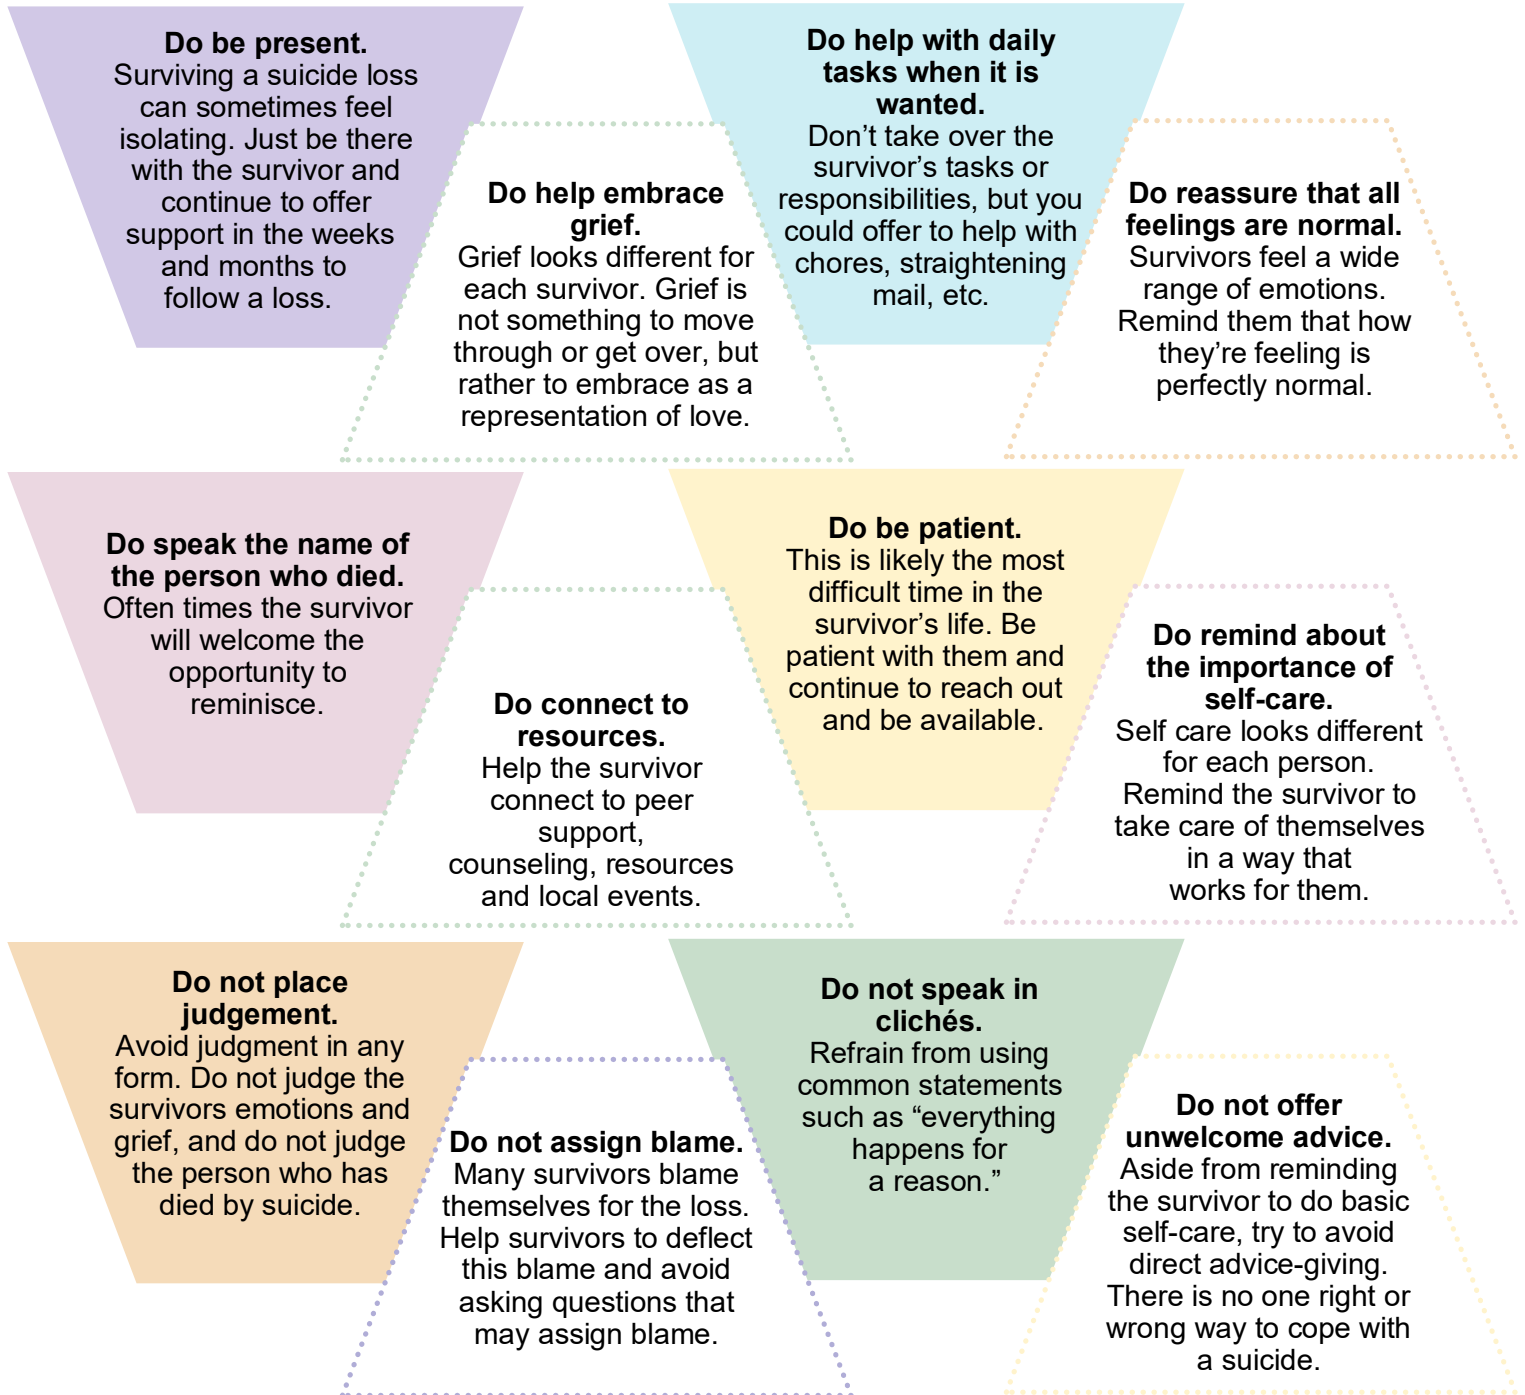 Do be present.
Surviving a suicide loss
can sometimes feel
isolating. Just be there
with the survivor and
continue to offer
support in the weeks
and months to
follow a loss.
Do help embrace
grief.
Grief looks different for
each survivor. Grief is
not something to move
through or get over, but
rather to embrace as a
representation of love.
Do help with daily
tasks when it is
wanted.
Don’t take over the
survivor’s tasks or
responsibilities, but you
could offer to help with
chores, straightening
mail, etc.
Do reassure that all
feelings are normal.
Survivors feel a wide
range of emotions.
Remind them that how
they’re feeling is
perfectly normal.
Do speak the name of
the person who died.
Often times the survivor
will welcome the
opportunity to
reminisce.
Do connect to
resources.
Help the survivor
connect to peer
support,
counseling, resources
and local events.
Do be patient.
This is likely the most
difficult time in the
survivor’s life. Be
patient with them and
continue to reach out
and be available.
Do remind about
the importance of
self-care.
Self care looks different
for each person.
Remind the survivor to
take care of themselves
in a way that
works for them.
Do not place
judgement.
Avoid judgment in any
form. Do not judge the
survivors emotions and
grief, and do not judge
the person who has
died by suicide.
Do not assign blame.
Many survivors blame
themselves for the loss.
Help survivors to deflect
this blame and avoid
asking questions that
may assign blame.
Do not speak in
clichés.
Refrain from using
common statements
such as “everything
happens for
a reason.”
Do not offer
unwelcome advice.
Aside from reminding
the survivor to do basic
self-care, try to avoid
direct advice-giving.
There is no one right or
wrong way to cope with
a suicide.